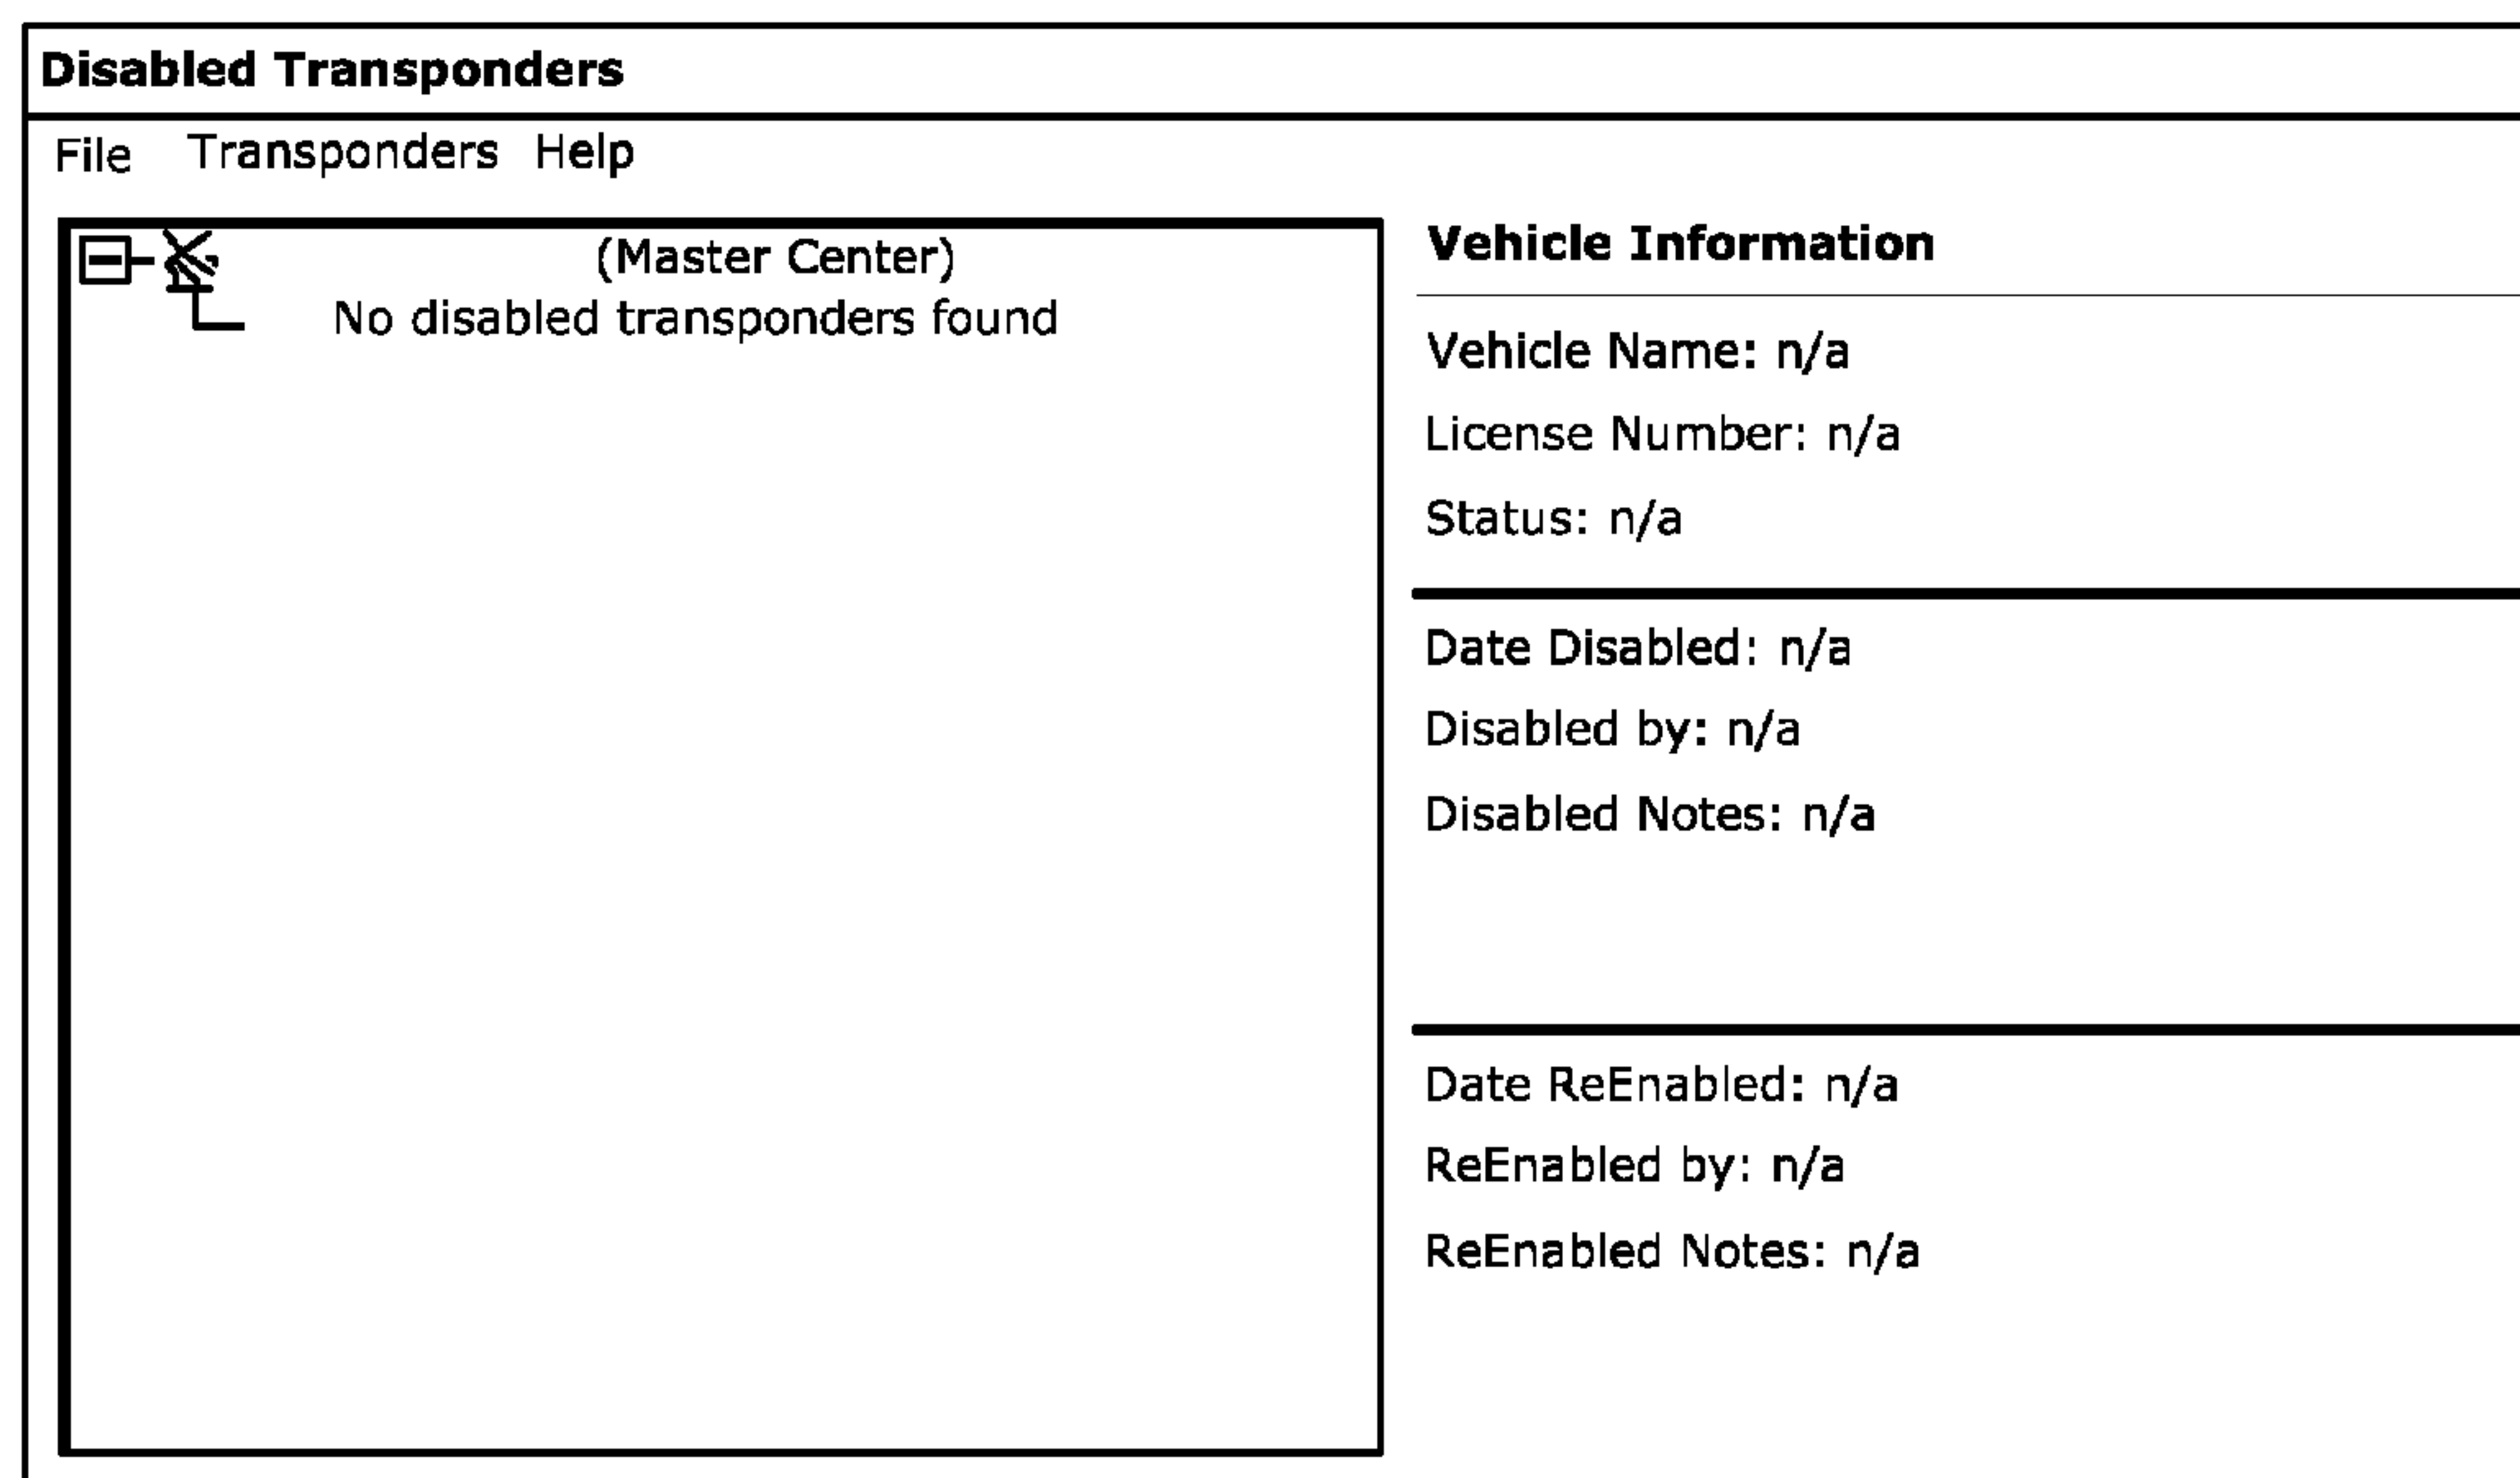 Disabled Transponders
File Transponders Help
(Master Center)
No disabled transponders found
Vehicle Information
Vehicle Name: n/a
License Number: n/a
Status: n/a
Date Disabled: n/a
Disabled by: n/a
Disabled Notes: n/a
Date ReEnabled: n/a
ReEnabled by: n/a
ReEnabled Notes: n/a